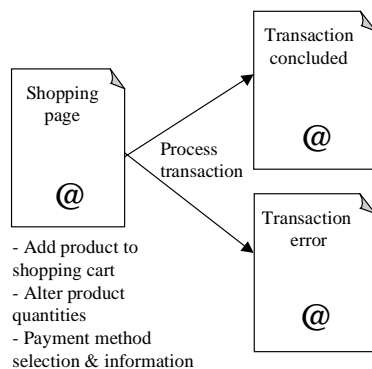 Shopping
page
@
- Add product to
shopping cart
- Alter product
quantities
- Payment method
selection & information
Process
transaction
Transaction
concluded
@
Transaction
error
@